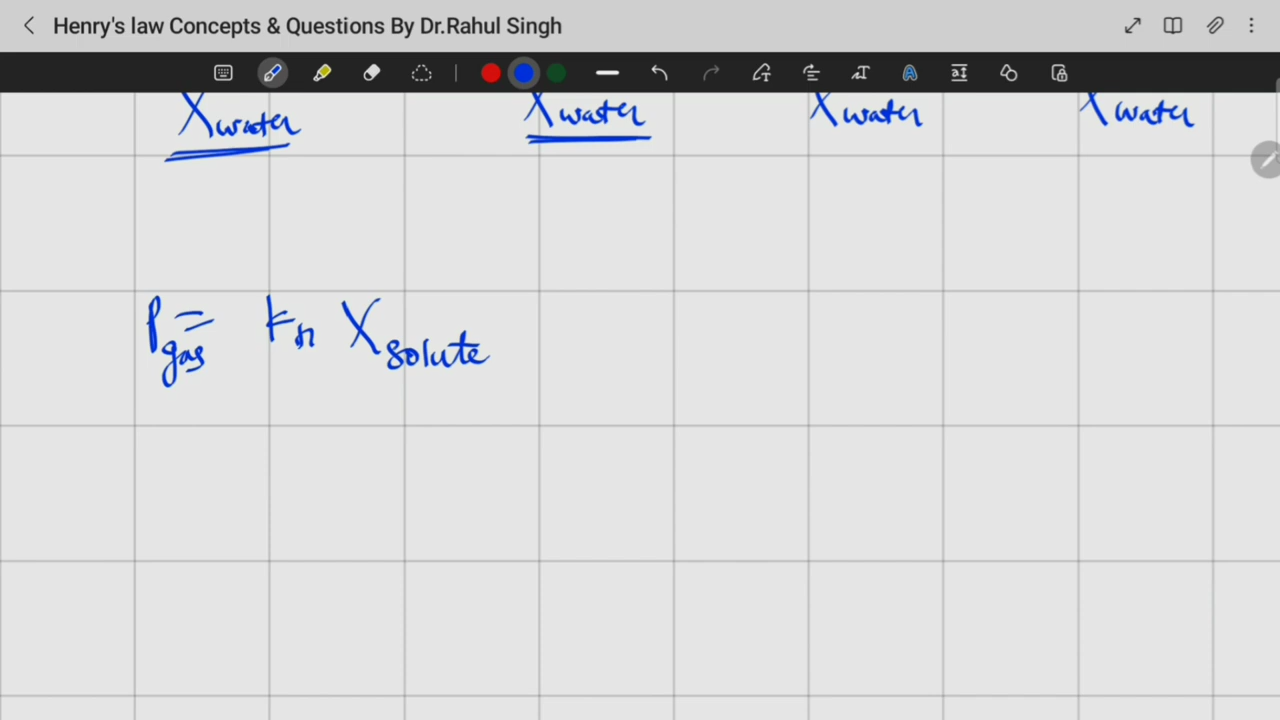 Henry's law Concepts & Questions By Dr.Rahul Singh
Xwater Xwater Xwater Xwater
Pgas = KH Xsolute